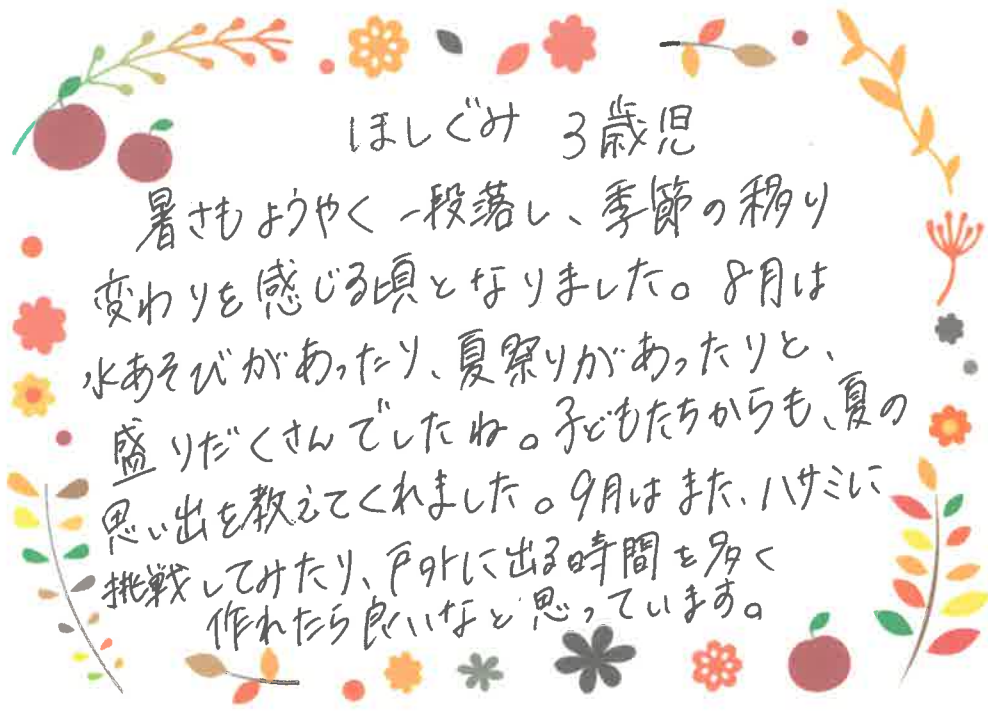 ほしぐみ 3歳児
暑さもようやく一段落し、季節の移り
変わりを感じる頃となりました。8月は
水あそびがあったり、夏祭りがあったりと、
盛りだくさんでしたね。子どもたちからも、夏の
思い出を教えてくれました。9月はまた、ハサミに
挑戦してみたり、戸外に出る時間を多く
作れたら良いなと思っています。